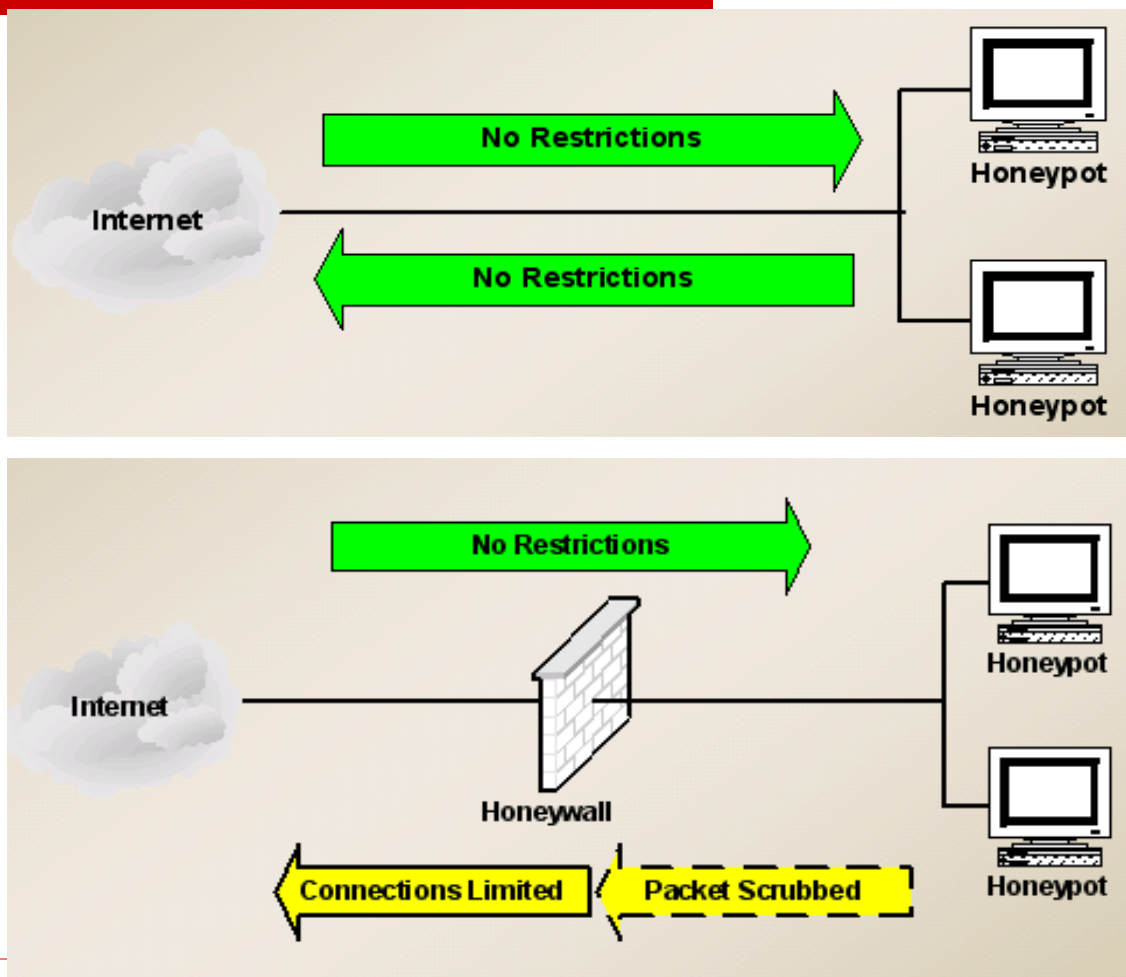 No Restrictions
Honeypot
Internet
No Restrictions
Honeypot
No Restrictions
Honeypot
Internet
Honeywall
Connections Limited
Packet Scrubbed
Honeypot